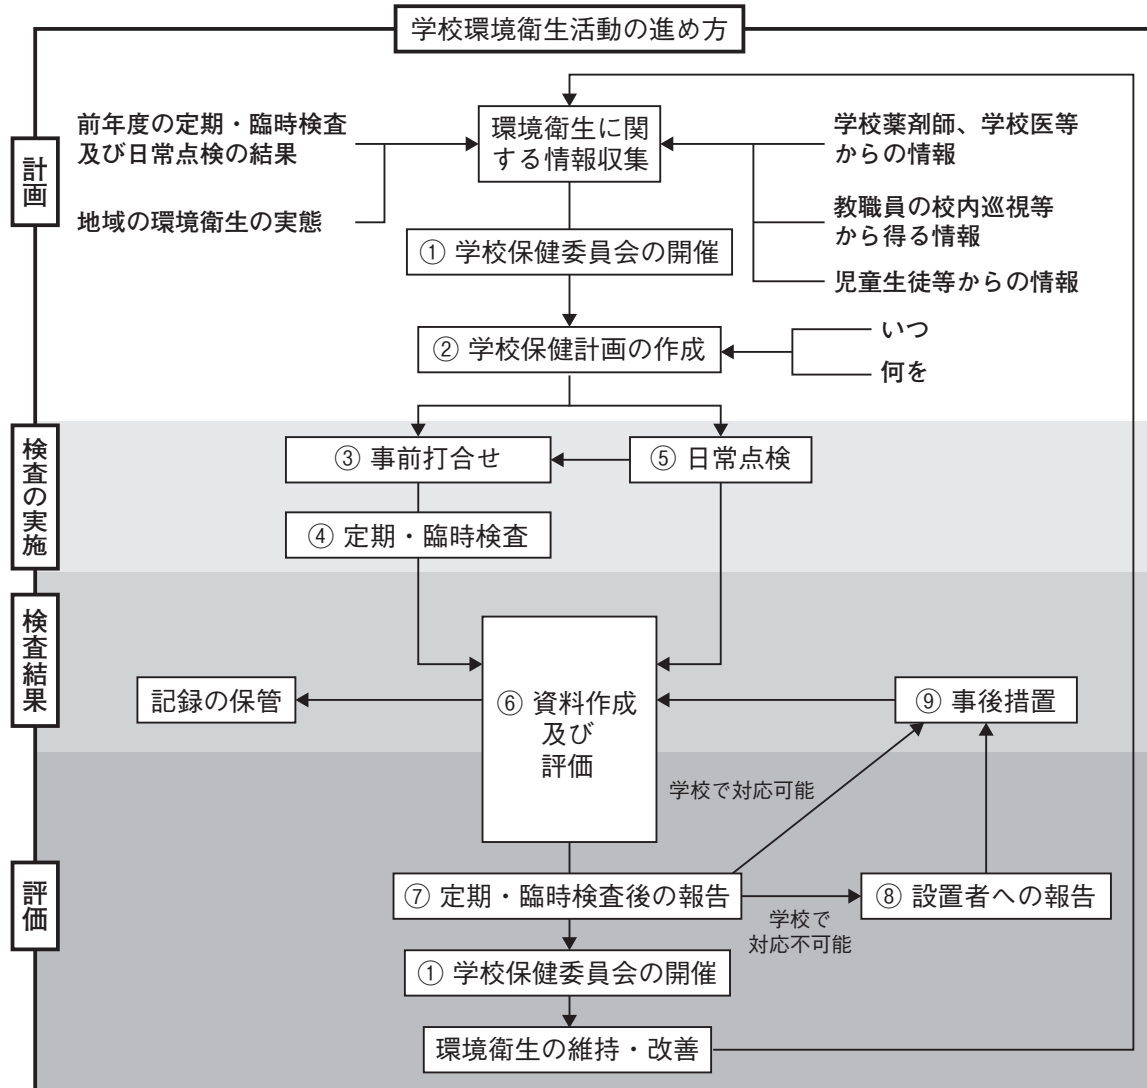 学校環境衛生活動の進め方
計画
前年度の定期・臨時検査
及び日常点検の結果
地域の環境衛生の実態
環境衛生に関
する情報収集
学校薬剤師、学校医等
からの情報
教職員の校内巡視等
から得る情報
児童生徒等からの情報
① 学校保健委員会の開催
② 学校保健計画の作成
いつ
何を
検査の実施
③ 事前打合せ
⑤ 日常点検
④ 定期・臨時検査
検査結果
記録の保管
⑥ 資料作成
及び
評価
⑨ 事後措置
学校で対応可能
評価
⑦ 定期・臨時検査後の報告
学校で
対応不可能
⑧ 設置者への報告
① 学校保健委員会の開催
環境衛生の維持・改善